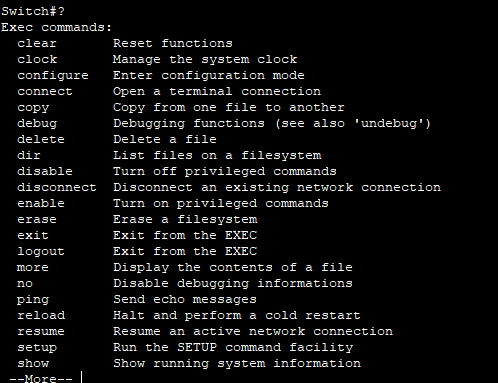 Switch#?
Exec commands:
  clear       Reset functions
  clock       Manage the system clock
  configure   Enter configuration mode
  connect     Open a terminal connection
  copy        Copy from one file to another
  debug       Debugging functions (see also 'undebug')
  delete      Delete a file
  dir         List files on a filesystem
  disable     Turn off privileged commands
  disconnect  Disconnect an existing network connection
  enable      Turn on privileged commands
  erase       Erase a filesystem
  exit        Exit from the EXEC
  logout      Exit from the EXEC
  more        Display the contents of a file
  no          Disable debugging informations
  ping        Send echo messages
  reload      Halt and perform a cold restart
  resume      Resume an active network connection
  setup       Run the SETUP command facility
  show        Show running system information
 --More--